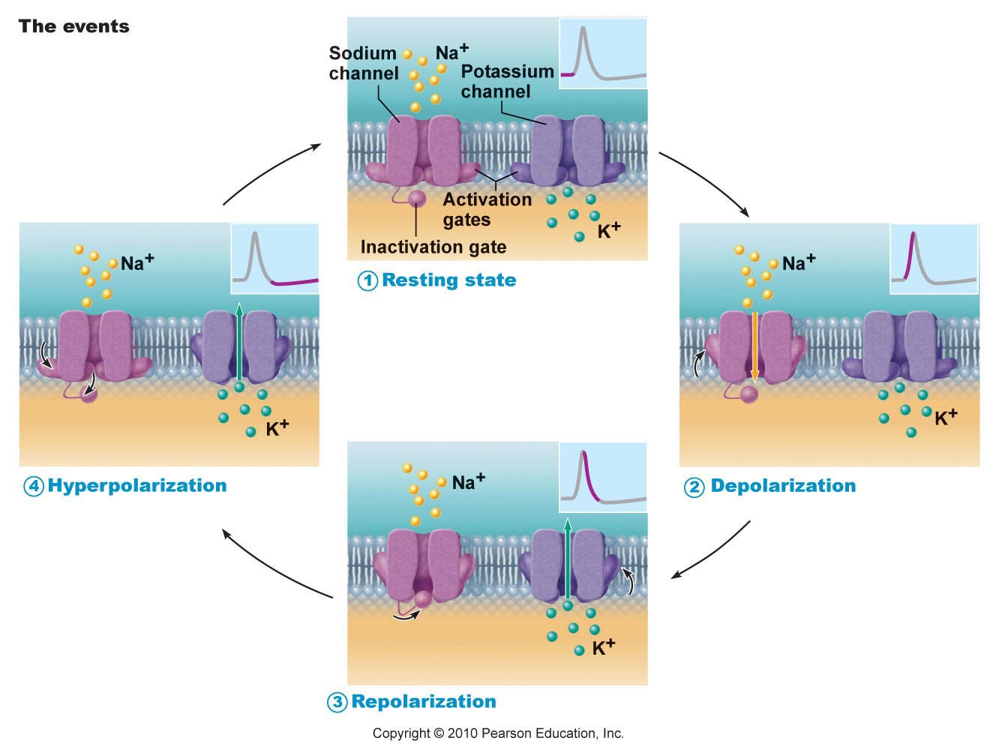 The events
Sodium
channel
Na+
Potassium
channel
Activation
gates
K+
Inactivation gate
1 Resting state
Na+
K+
2 Depolarization
Na+
K+
3 Repolarization
Na+
K+
4 Hyperpolarization
Copyright © 2010 Pearson Education, Inc.